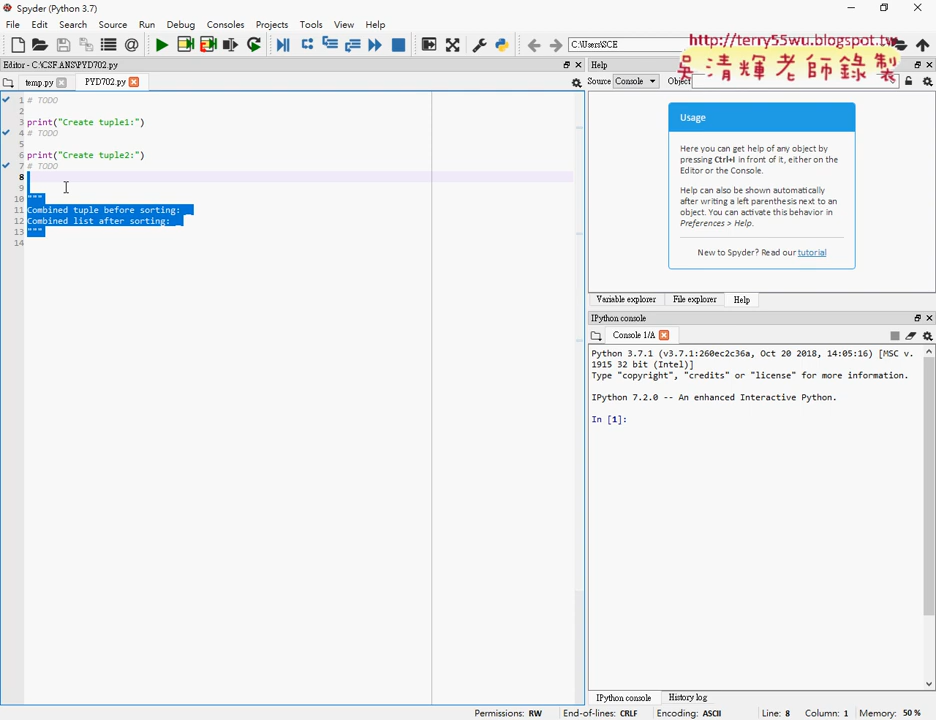 Spyder (Python 3.7)
File Edit Search Source Run Debug Consoles Projects Tools View Help
C:\Users\SCE
http://terry55wu.blogspot.tw
吳清輝老師錄製
Editor - C:\CSF.ANS\PYD702.py
temp.py PYD702.py
1 # TODO
2
3 print("Create tuple1:")
4 # TODO
5
6 print("Create tuple2:")
7 # TODO
8
9
10 """
11 Combined tuple before sorting: _
12 Combined list after sorting: _
13 """
14
Help
Source Console Object
Usage
Here you can get help of any object by
pressing Ctrl+I in front of it, either on the
Editor or the Console.
Help can also be shown automatically
after writing a left parenthesis next to an
object. You can activate this behavior in
Preferences > Help.
New to Spyder? Read our tutorial
Variable explorer File explorer Help
IPython console
Console 1/A
Python 3.7.1 (v3.7.1:260ec2c36a, Oct 20 2018, 14:05:16) [MSC v.
1915 32 bit (Intel)]
Type "copyright", "credits" or "license" for more information.
IPython 7.2.0 -- An enhanced Interactive Python.
In [1]:
IPython console History log
Permissions: RW End-of-lines: CRLF Encoding: ASCII Line: 8 Column: 1 Memory: 50 %